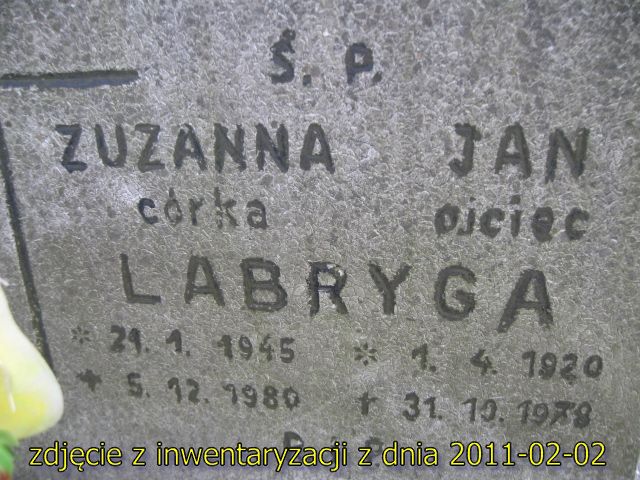 Ś. P.
ZUZANNA JAN
córka ojciec
LABRYGA
* 21. 1. 1945 * 1. 4. 1920
+ 5. 12. 1980 + 31. 10. 1978
zdjęcie z inwentaryzacji z dnia 2011-02-02